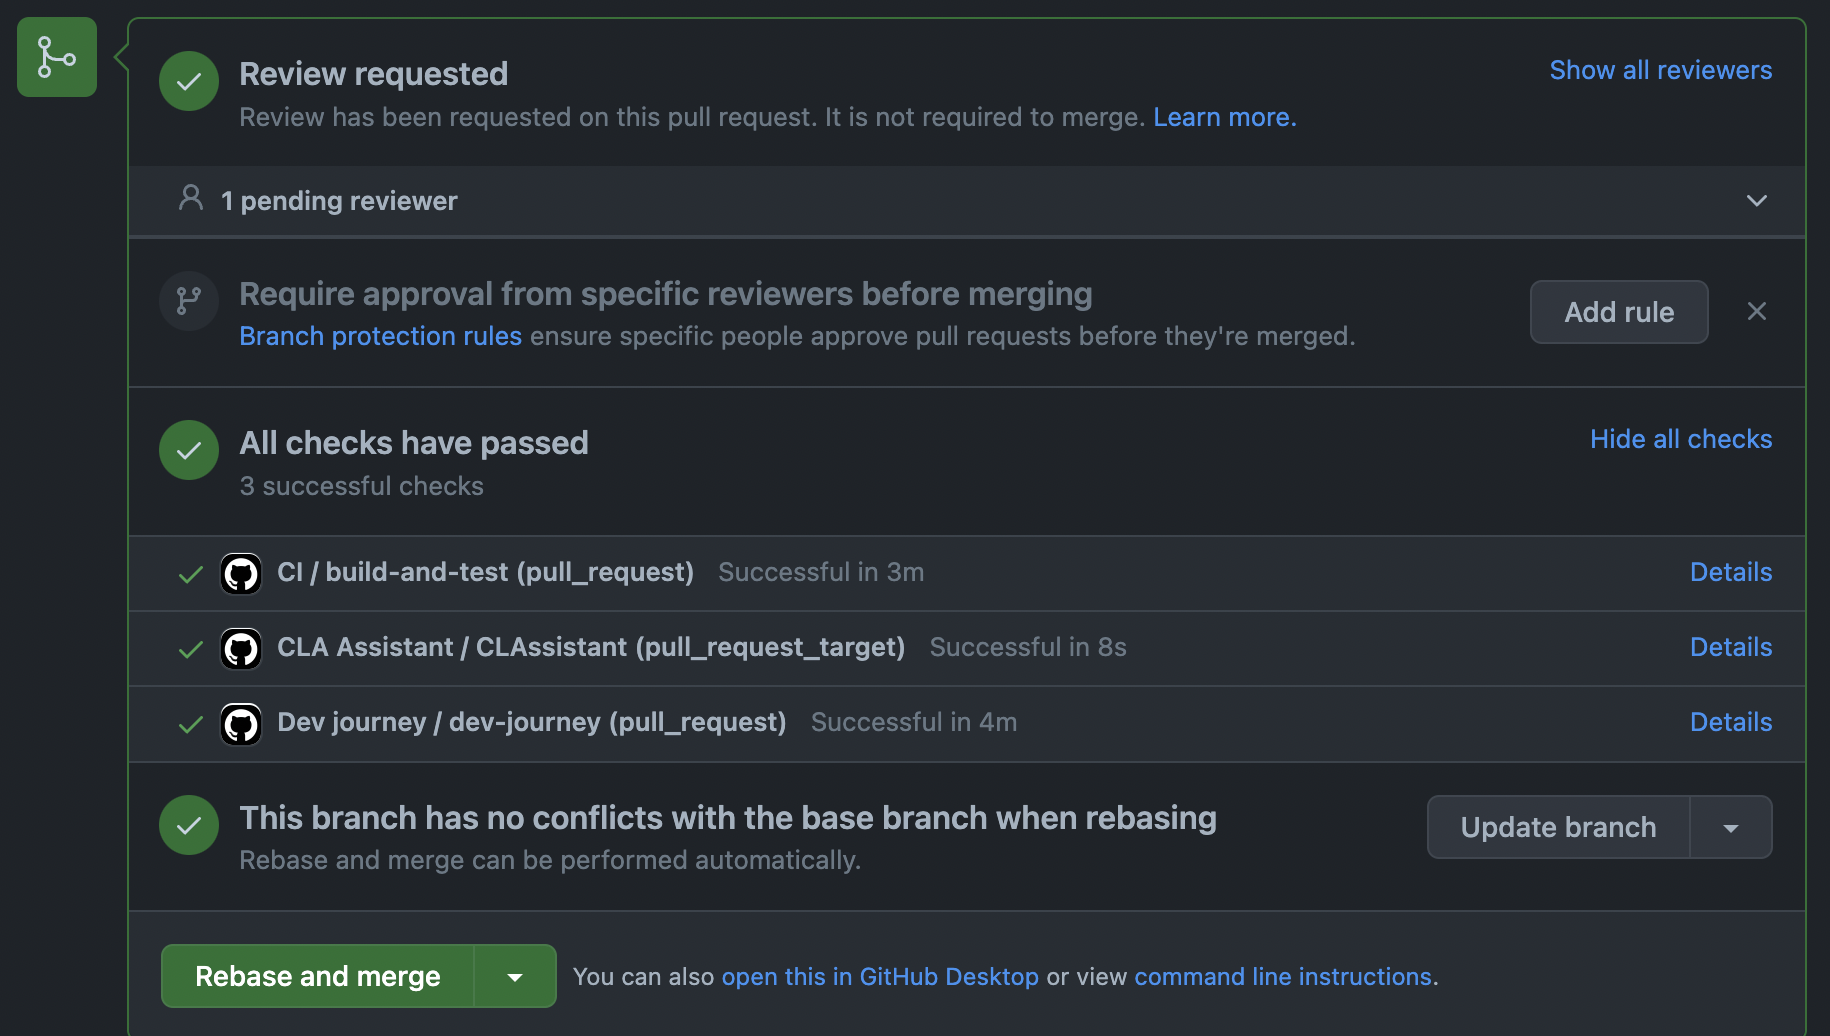 Review requested
Show all reviewers
Review has been requested on this pull request. It is not required to merge. Learn more.
1 pending reviewer
Require approval from specific reviewers before merging
Branch protection rules ensure specific people approve pull requests before they're merged.
Add rule
All checks have passed
Hide all checks
3 successful checks
CI / build-and-test (pull_request) Successful in 3m
Details
CLA Assistant / CLAssistant (pull_request_target) Successful in 8s
Details
Dev journey / dev-journey (pull_request) Successful in 4m
Details
This branch has no conflicts with the base branch when rebasing
Rebase and merge can be performed automatically.
Update branch
Rebase and merge
You can also open this in GitHub Desktop or view command line instructions.